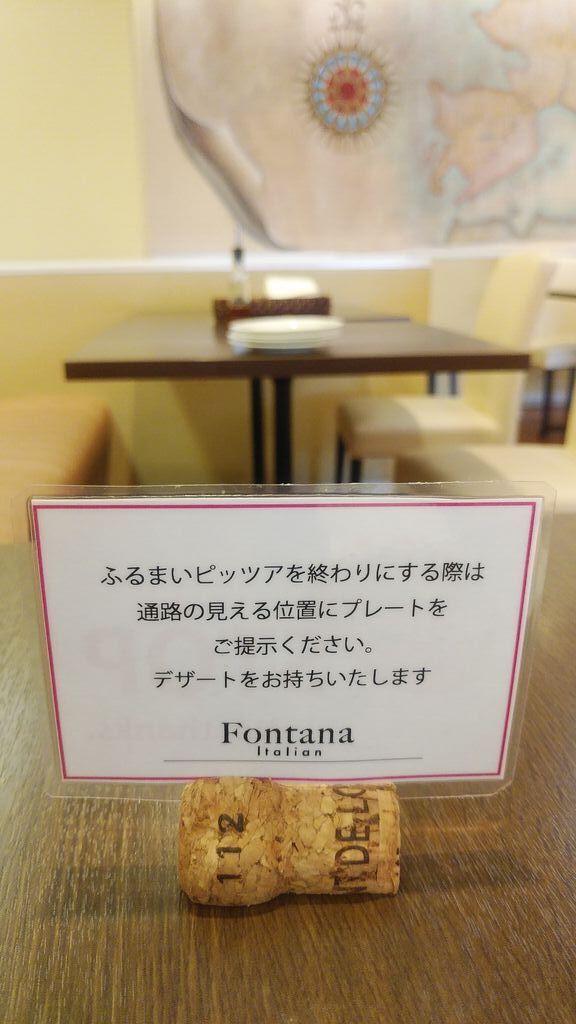 ふるまいピッツアを終わりにする際は
通路の見える位置にプレートを
ご提示ください。
デザートをお持ちいたします
Fontana
Italian
112